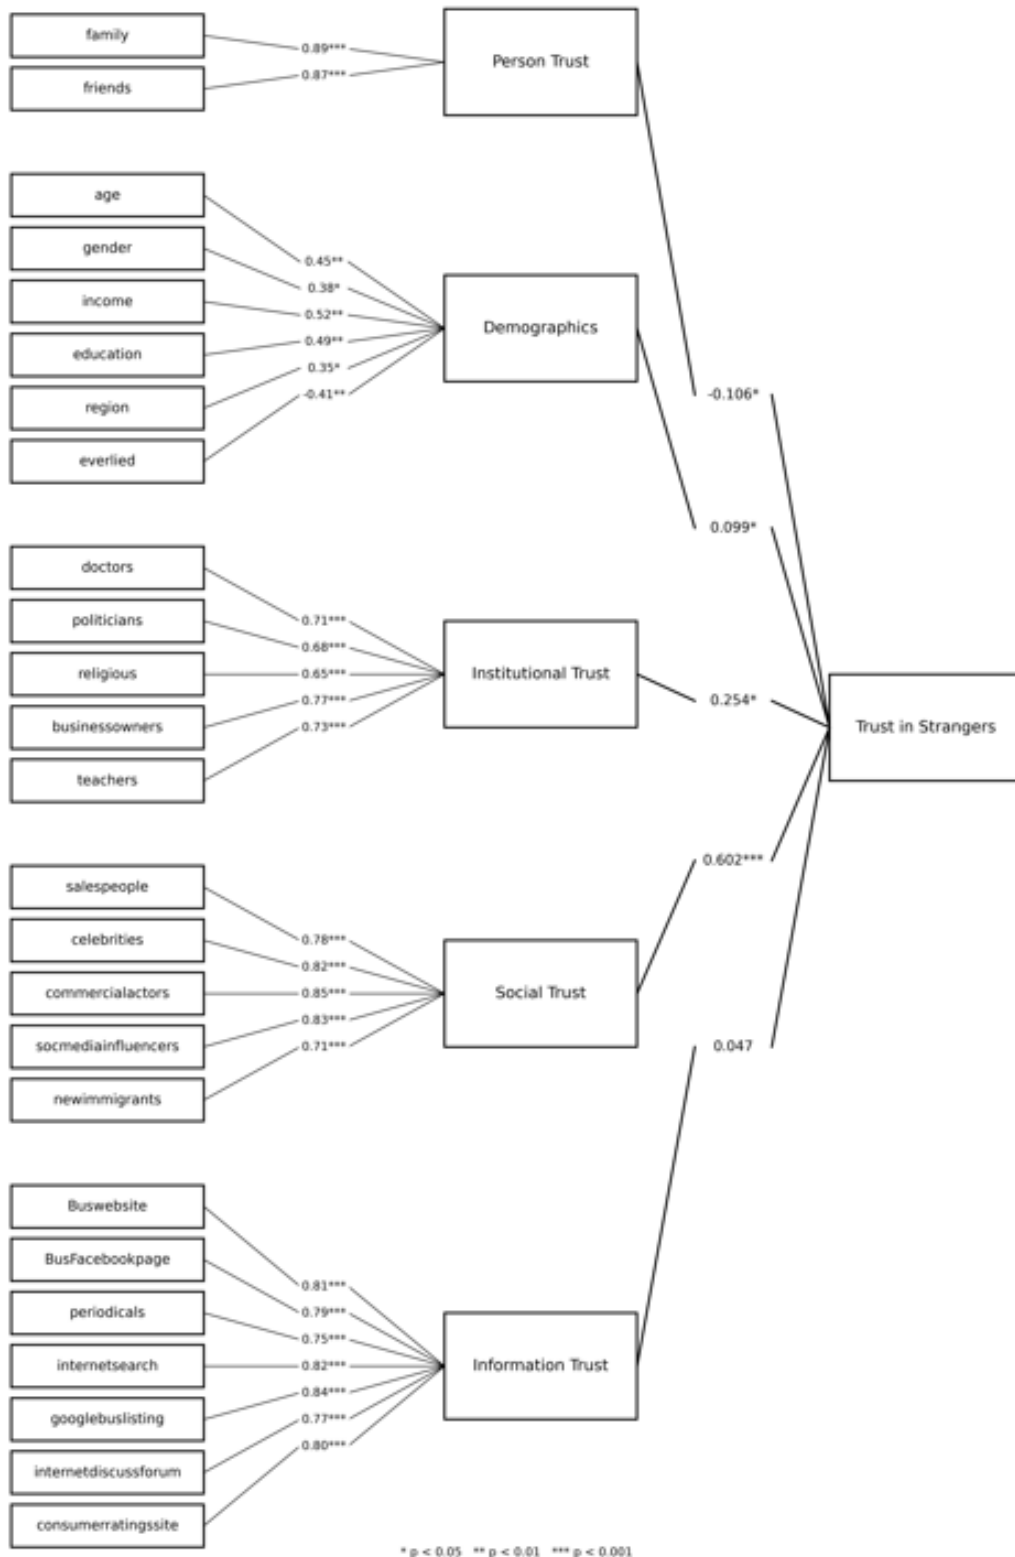 family
0.89***
Person Trust
0.87***
friends
age
gender
0.45**
0.38*
income
0.52**
Demographics
0.49**
education
0.35*
-0.41**
-0.106*
region
everlied
0.099*
doctors
politicians
0.71***
0.68***
religious
0.65***
Institutional Trust
0.77***
0.254*
businessowners
0.73***
Trust in Strangers
teachers
0.602***
salespeople
celebrities
0.78***
0.82***
commercialactors
0.85***
Social Trust
0.83***
socmediainfluencers
0.71***
0.047
newimmigrants
Buswebsite
BusFacebookpage
0.81***
0.79***
periodicals
0.75***
internetsearch
0.82***
Information Trust
0.84***
googlebuslisting
0.77***
0.80***
internetdiscussforum
consumerratingssite
* p < 0.05 ** p < 0.01 *** p < 0.001